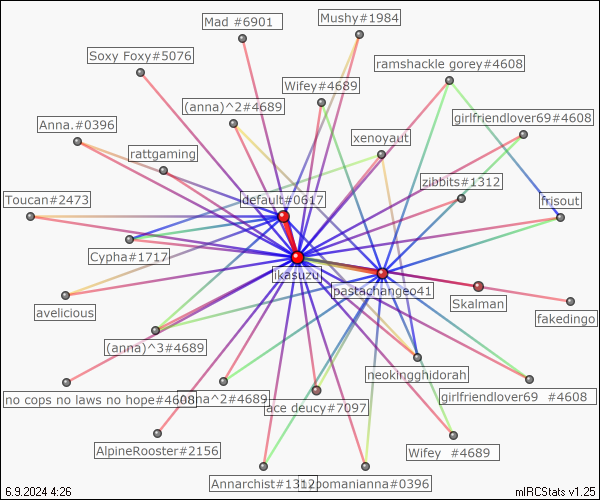 Mad #6901
Mushy#1984
Soxy Foxy#5076
ramshackle gorey#4608
Wifey#4689
(anna)^2#4689
Anna.#0396
girlfriendlover69#4608
xenoyaut
rattgaming
zibbits#1312
Toucan#2473
default#0617
frisout
Cypha#1717
ikasuzu
pastachangeo41
Skalman
avelicious
fakedingo
(anna)^3#4689
neokingghidorah
no cops no laws no hope#4608
nna^2#4689
ace deucy#7097
girlfriendlover69 #4608
AlpineRooster#2156
Wifey #4689
Annarchist#1312
pomanianna#0396
6.9.2024 4:26
mIRCStats v1.25